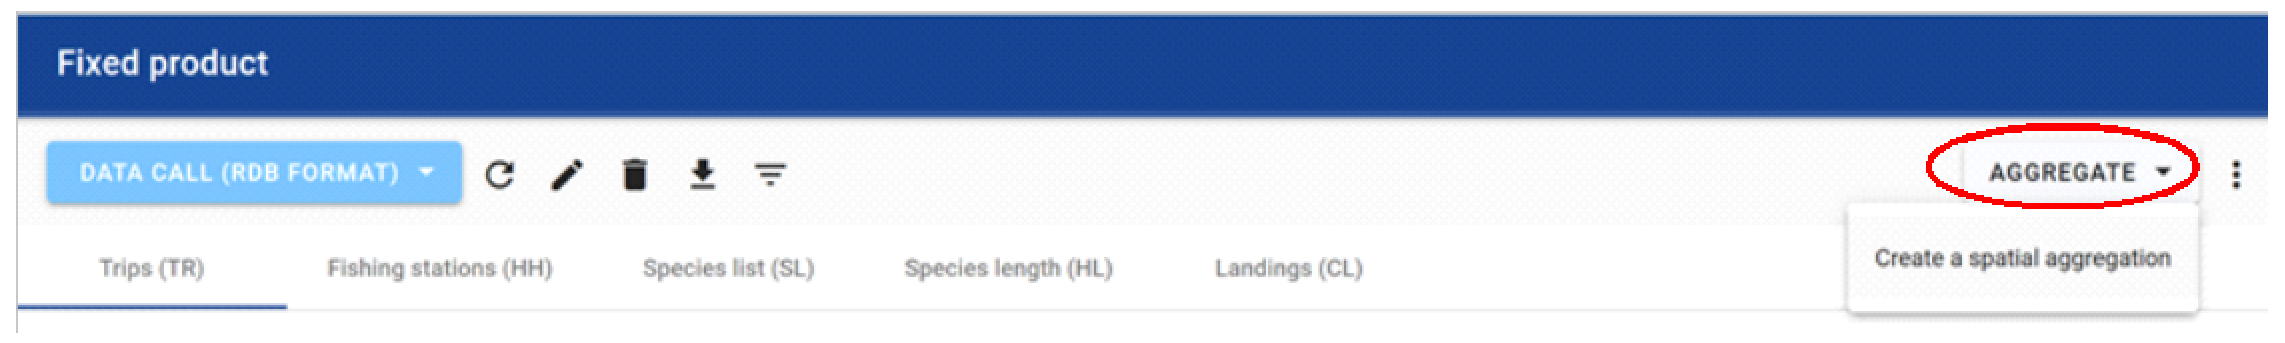 Fixed product
DATA CALL (RDB FORMAT)
AGGREGATE
Create a spatial aggregation
Trips (TR)
Fishing stations (HH)
Species list (SL)
Species length (HL)
Landings (CL)